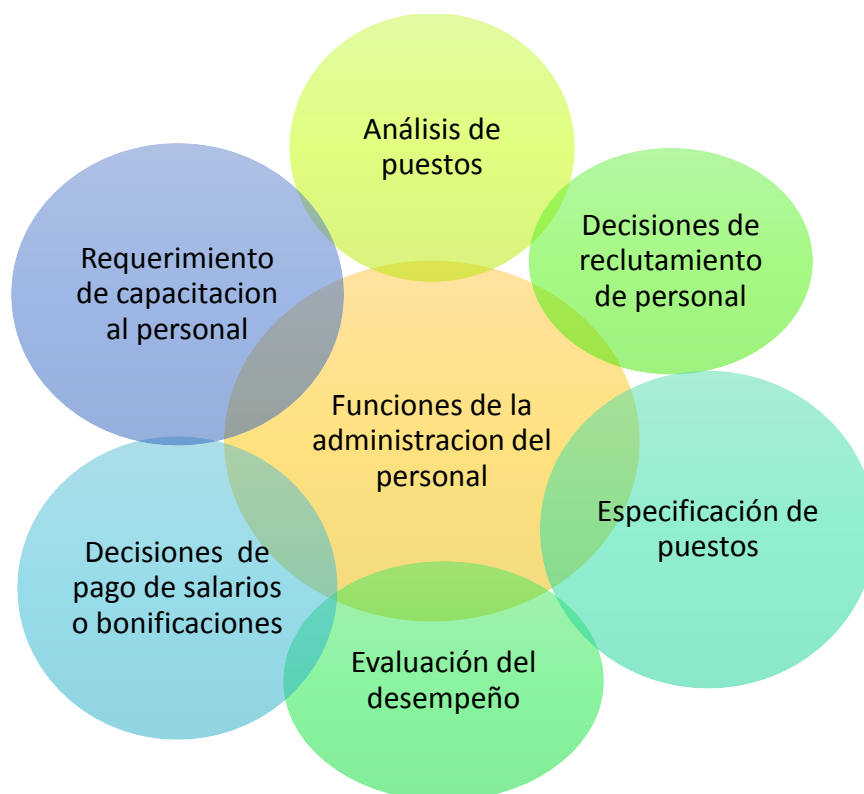 Análisis de
puestos
Decisiones de
reclutamiento
de personal
Requerimiento
de capacitacion
al personal
Funciones de la
administracion del
personal
Especificación de
puestos
Decisiones  de
pago de salarios
o bonificaciones
Evaluación del
desempeño